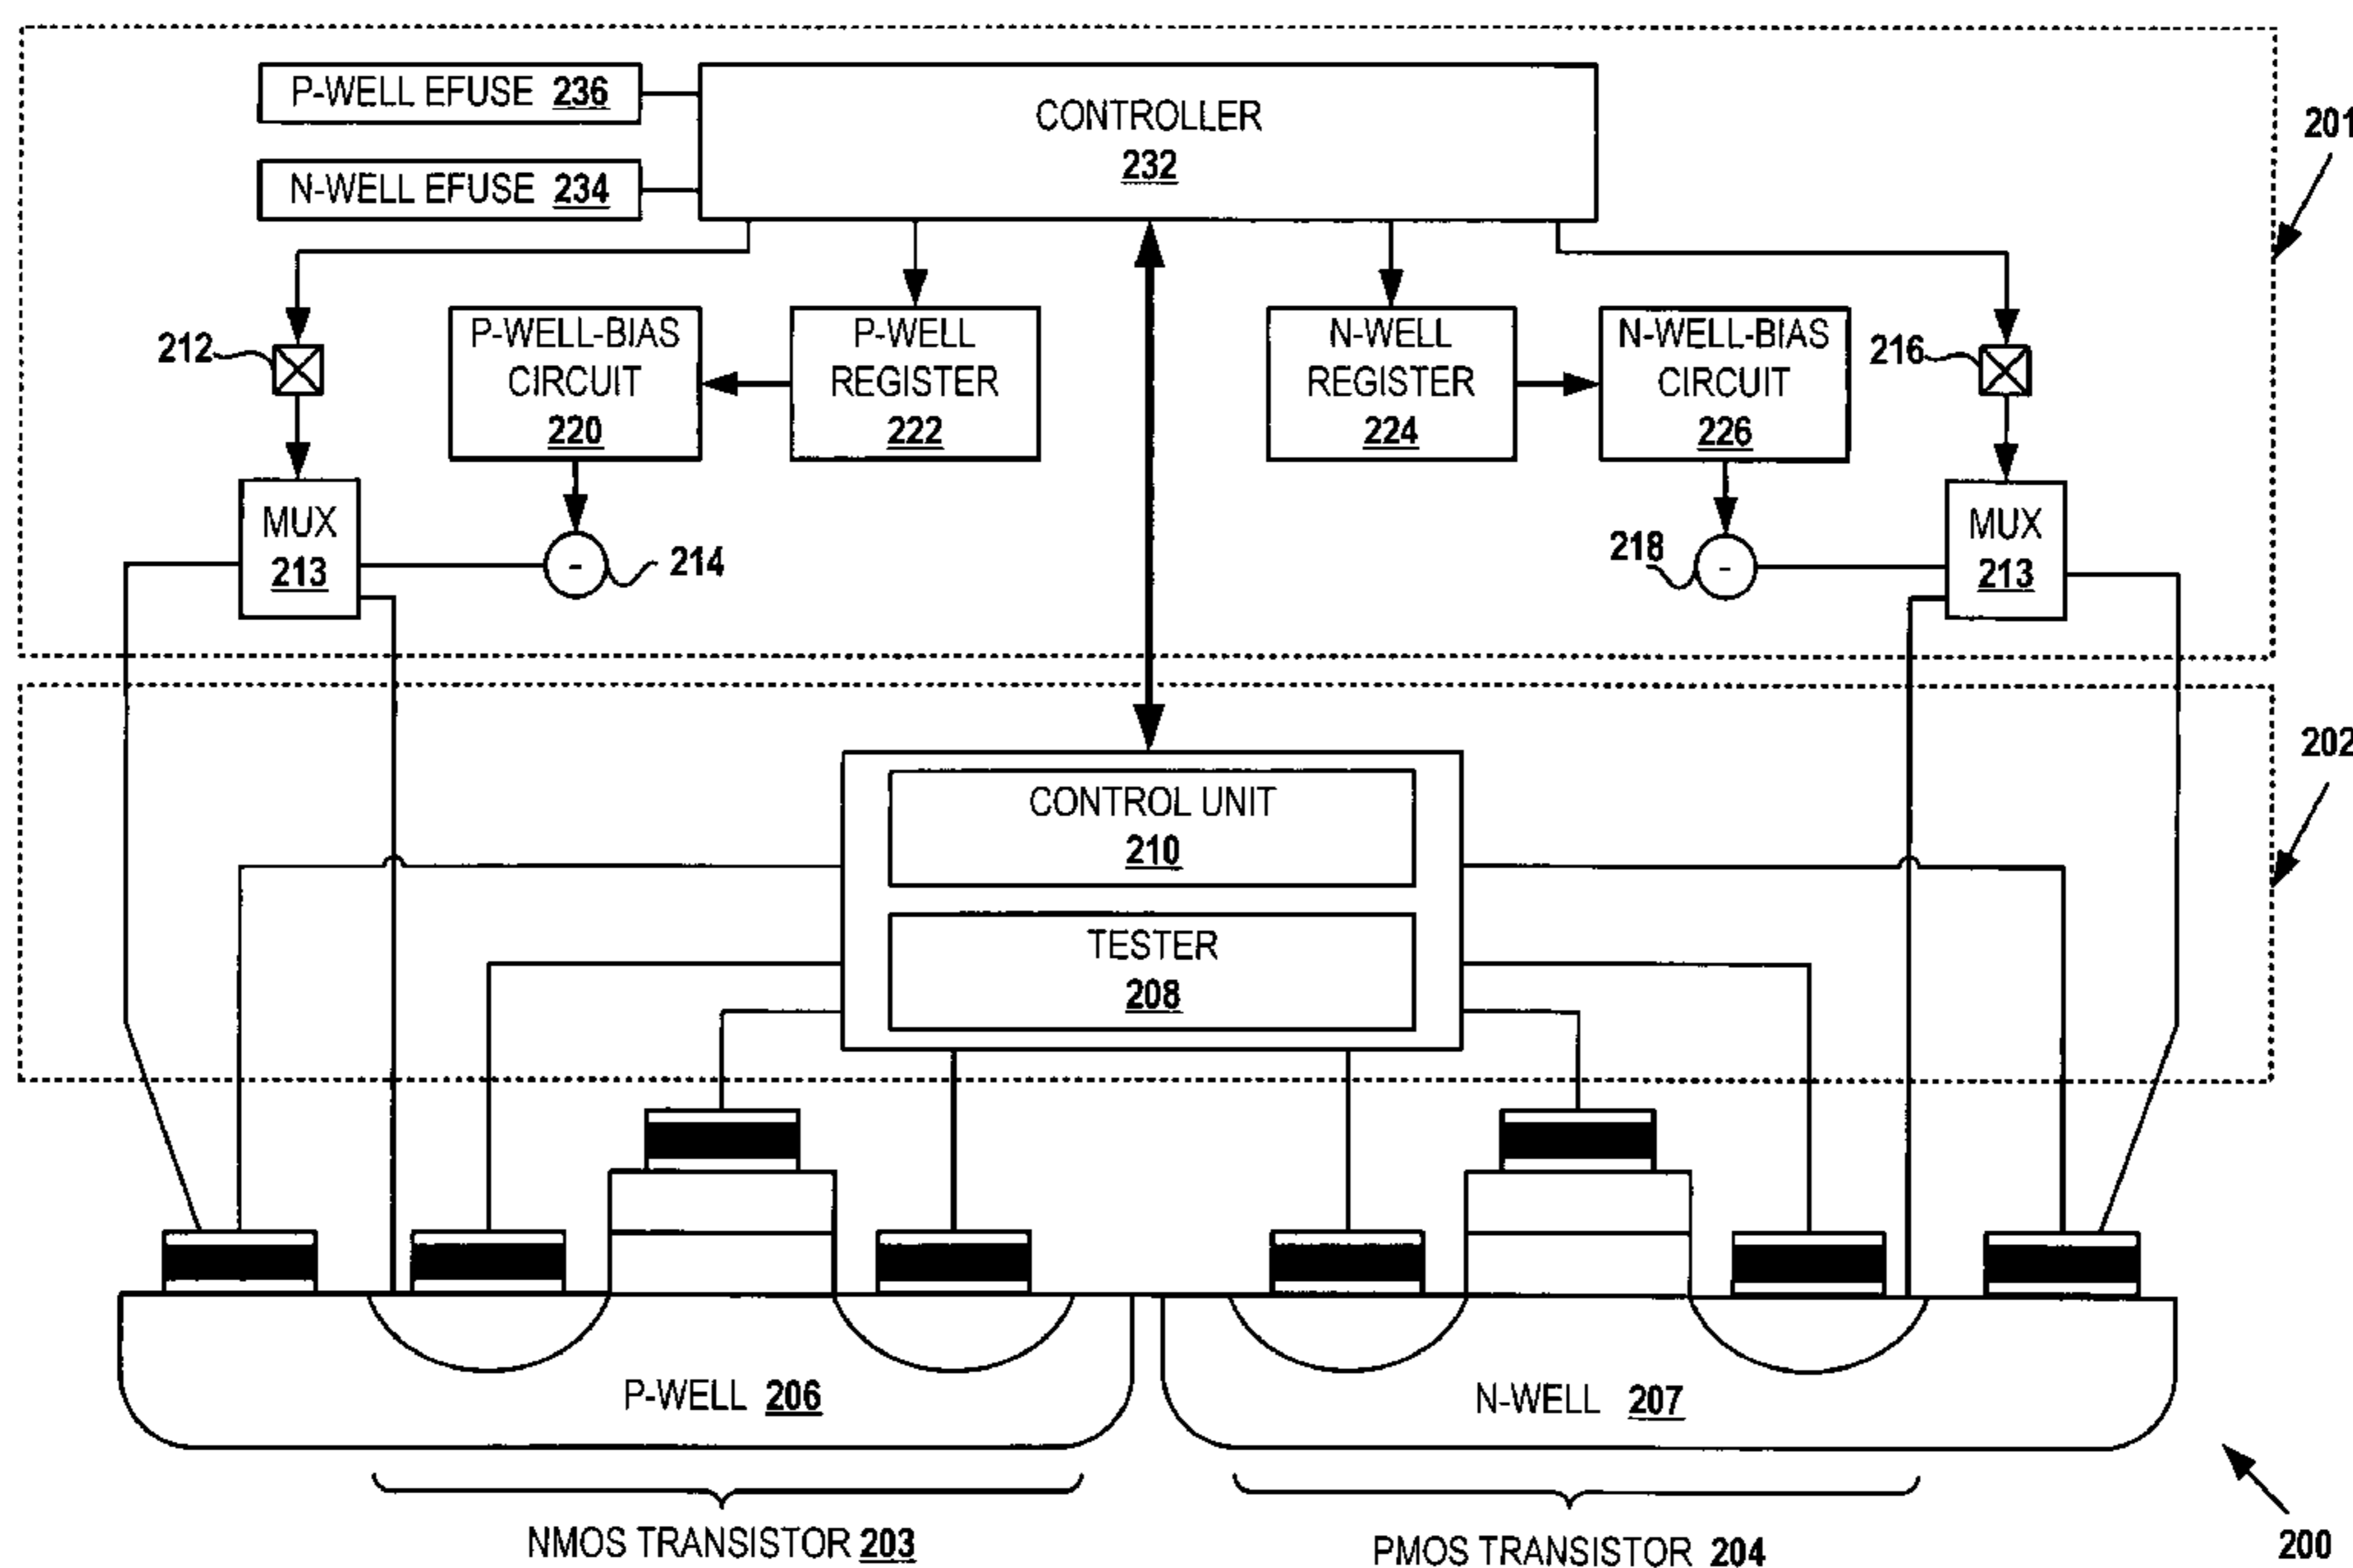 P-WELL EFUSE 236
N-WELL EFUSE 234
CONTROLLER
232
201
212
P-WELL-BIAS
CIRCUIT
220
P-WELL
REGISTER
222
N-WELL
REGISTER
224
N-WELL-BIAS
CIRCUIT
226
216
MUX
213
-
214
218
-
MUX
213
202
CONTROL UNIT
210
TESTER
208
P-WELL 206
N-WELL 207
NMOS TRANSISTOR 203
PMOS TRANSISTOR 204
200